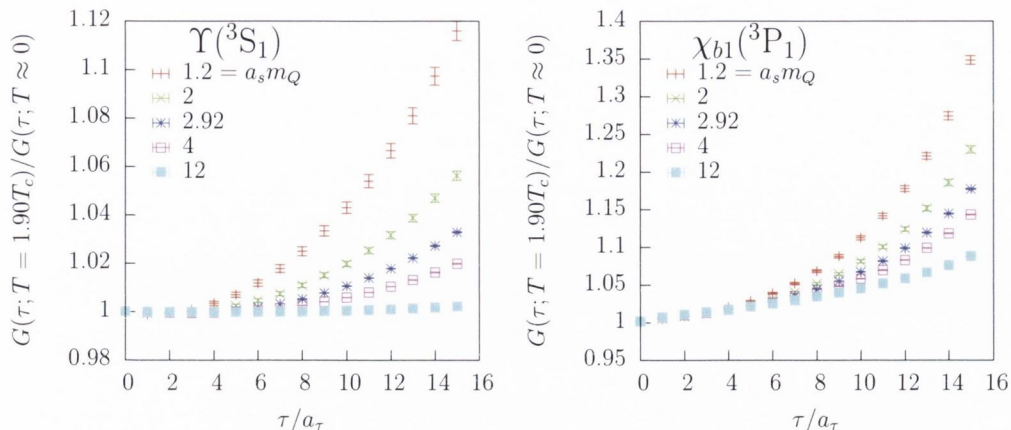 G(τ; T = 1.90T_c)/G(τ; T ≈ 0)
1.12
1.1
1.08
1.06
1.04
1.02
1
0.98
Υ(³S₁)
1.2 = a_s m_Q
2
2.92
4
12
0 2 4 6 8 10 12 14 16
τ/a_τ
G(τ; T = 1.90T_c)/G(τ; T ≈ 0)
1.4
1.35
1.3
1.25
1.2
1.15
1.1
1.05
1
0.95
χ_{b1}(³P₁)
1.2 = a_s m_Q
2
2.92
4
12
0 2 4 6 8 10 12 14 16
τ/a_τ